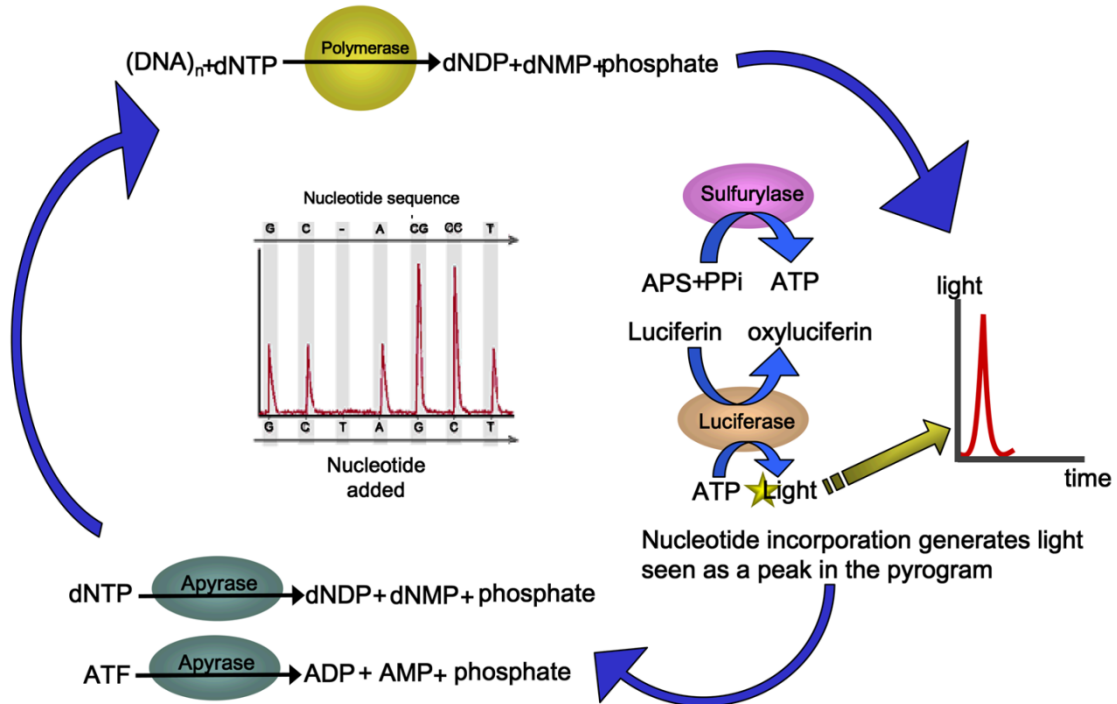 Polymerase
(DNA)n+dNTP dNDP+dNMP+phosphate
Sulfurylase
APS+PPi ATP
Luciferin oxyluciferin
Luciferase
ATP Light
light
time
Nucleotide incorporation generates light
seen as a peak in the pyrogram
Nucleotide sequence
G C - A CG CC T
G C T A G C T
Nucleotide
added
dNTP Apyrase dNDP+ dNMP+ phosphate
ATF Apyrase ADP+ AMP+ phosphate